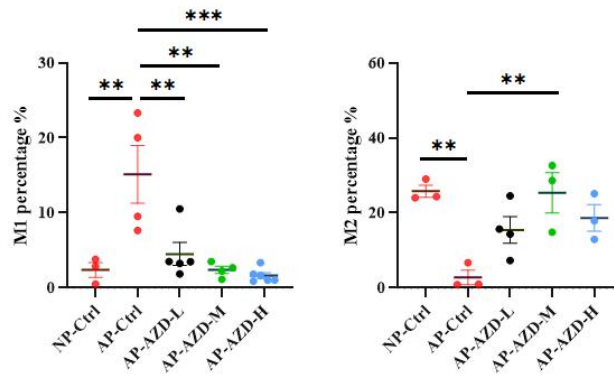 ***
**
** **
30
20
10
0
M1 percentage %
NP-Ctrl
AP-Ctrl
AP-AZD-L
AP-AZD-M
AP-AZD-H
**
**
60
40
20
0
M2 percentage %
NP-Ctrl
AP-Ctrl
AP-AZD-L
AP-AZD-M
AP-AZD-H